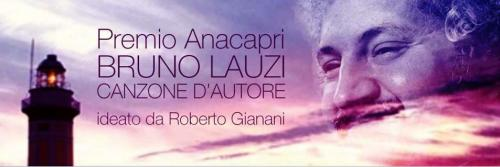 Premio Anacapri
BRUNO LAUZI
CANZONE D'AUTORE
ideato da Roberto Gianani